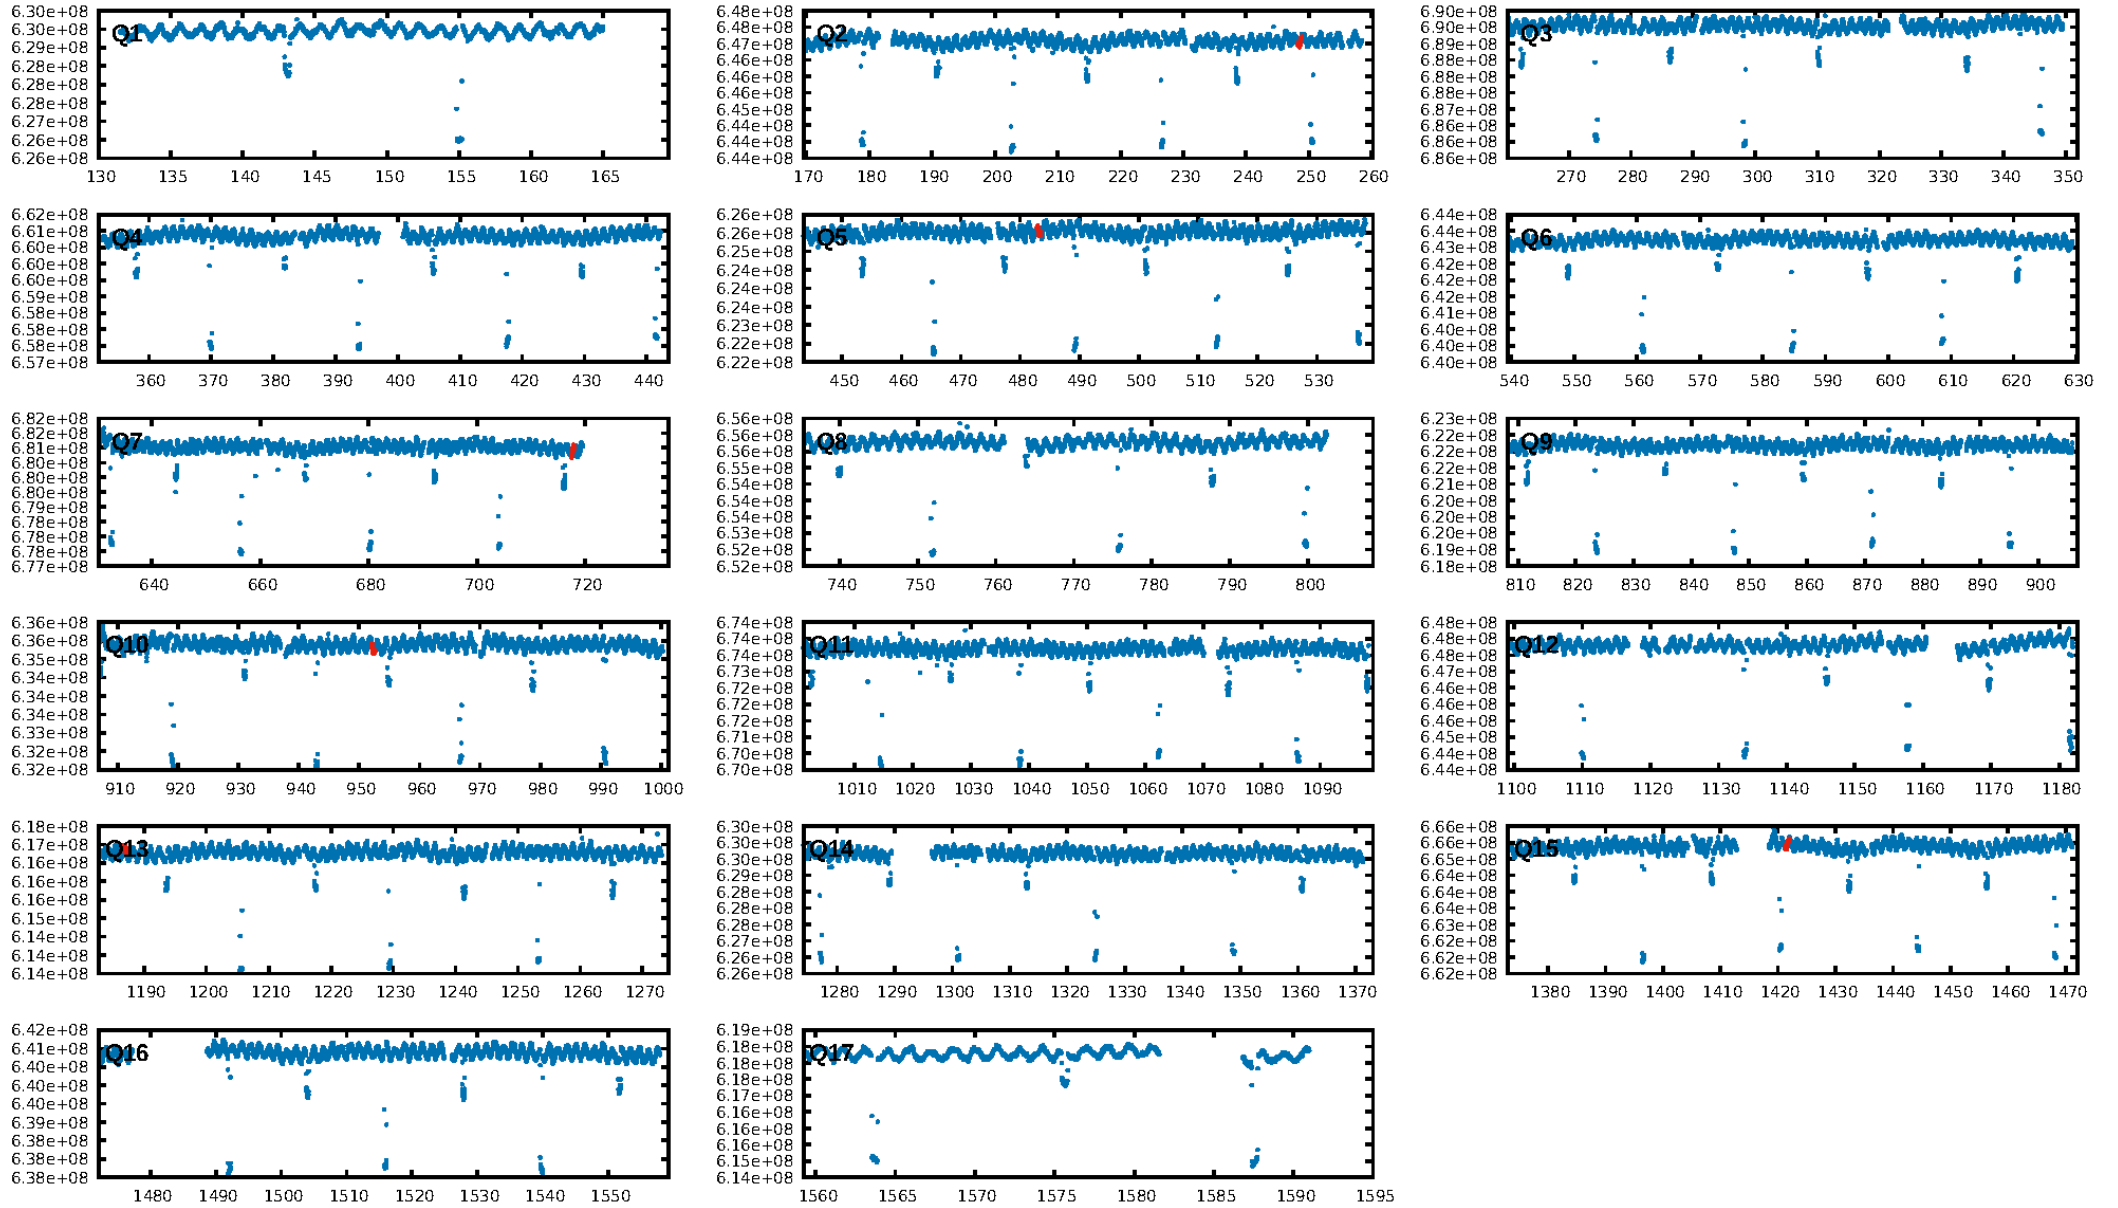 6.30e+08
6.30e+08
6.29e+08
6.28e+08
6.28e+08
6.28e+08
6.27e+08
6.26e+08
6.26e+08
Q1
130 135 140 145 150 155 160 165
6.48e+08
6.48e+08
6.47e+08
6.46e+08
6.46e+08
6.46e+08
6.45e+08
6.44e+08
6.44e+08
6.44e+08
Q2
170 180 190 200 210 220 230 240 250 260
6.90e+08
6.90e+08
6.89e+08
6.88e+08
6.88e+08
6.88e+08
6.87e+08
6.86e+08
6.86e+08
6.86e+08
Q3
270 280 290 300 310 320 330 340 350
6.62e+08
6.61e+08
6.60e+08
6.60e+08
6.60e+08
6.59e+08
6.58e+08
6.58e+08
6.58e+08
6.57e+08
Q4
360 370 380 390 400 410 420 430 440
6.26e+08
6.26e+08
6.25e+08
6.24e+08
6.24e+08
6.24e+08
6.23e+08
6.22e+08
6.22e+08
Q5
450 460 470 480 490 500 510 520 530
6.44e+08
6.44e+08
6.43e+08
6.42e+08
6.42e+08
6.42e+08
6.41e+08
6.40e+08
6.40e+08
6.40e+08
Q6
540 550 560 570 580 590 600 610 620 630
6.82e+08
6.82e+08
6.81e+08
6.80e+08
6.80e+08
6.80e+08
6.79e+08
6.78e+08
6.78e+08
6.78e+08
6.77e+08
Q7
640 660 680 700 720
6.56e+08
6.56e+08
6.56e+08
6.55e+08
6.54e+08
6.54e+08
6.54e+08
6.53e+08
6.52e+08
6.52e+08
Q8
740 750 760 770 780 790 800
6.23e+08
6.22e+08
6.22e+08
6.22e+08
6.21e+08
6.20e+08
6.20e+08
6.20e+08
6.19e+08
6.18e+08
Q9
810 820 830 840 850 860 870 880 890 900
6.36e+08
6.36e+08
6.35e+08
6.34e+08
6.34e+08
6.34e+08
6.33e+08
6.32e+08
6.32e+08
Q10
910 920 930 940 950 960 970 980 990 1000
6.74e+08
6.74e+08
6.74e+08
6.73e+08
6.72e+08
6.72e+08
6.72e+08
6.71e+08
6.70e+08
6.70e+08
Q11
1010 1020 1030 1040 1050 1060 1070 1080 1090
6.48e+08
6.48e+08
6.48e+08
6.47e+08
6.46e+08
6.46e+08
6.46e+08
6.45e+08
6.44e+08
6.44e+08
Q12
1100 1110 1120 1130 1140 1150 1160 1170 1180
6.18e+08
6.17e+08
6.16e+08
6.16e+08
6.16e+08
6.15e+08
6.14e+08
6.14e+08
6.14e+08
Q13
1190 1200 1210 1220 1230 1240 1250 1260 1270
6.30e+08
6.30e+08
6.30e+08
6.29e+08
6.28e+08
6.28e+08
6.28e+08
6.27e+08
6.26e+08
6.26e+08
Q14
1280 1290 1300 1310 1320 1330 1340 1350 1360 1370
6.66e+08
6.66e+08
6.65e+08
6.64e+08
6.64e+08
6.64e+08
6.63e+08
6.62e+08
6.62e+08
6.62e+08
Q15
1380 1390 1400 1410 1420 1430 1440 1450 1460 1470
6.42e+08
6.41e+08
6.40e+08
6.40e+08
6.40e+08
6.39e+08
6.38e+08
6.38e+08
6.38e+08
Q16
1480 1490 1500 1510 1520 1530 1540 1550
6.19e+08
6.18e+08
6.18e+08
6.18e+08
6.17e+08
6.16e+08
6.16e+08
6.16e+08
6.15e+08
6.14e+08
Q17
1560 1565 1570 1575 1580 1585 1590 1595